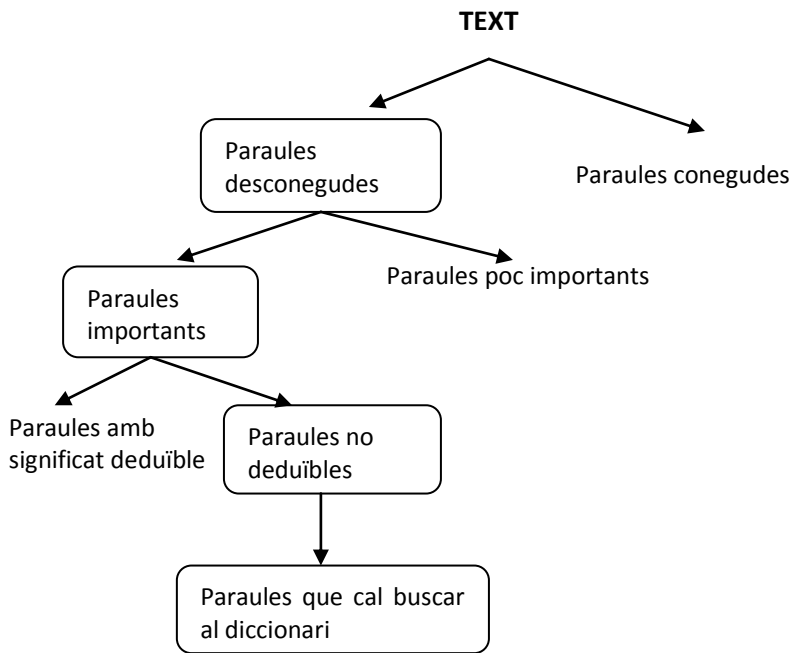 TEXT
Paraules
desconegudes
Paraules conegudes
Paraules
importants
Paraules poc importants
Paraules amb
significat deduïble
Paraules no
deduïbles
Paraules que cal buscar
al diccionari